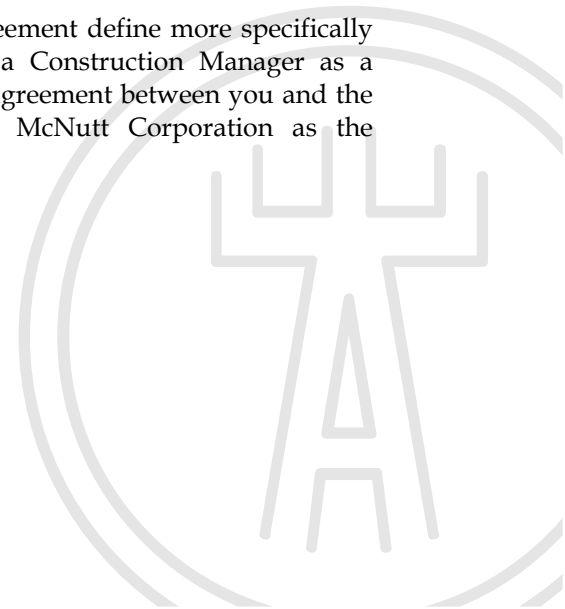 eement define more specifically
a Construction Manager as a
greement between you and the
McNutt Corporation as the